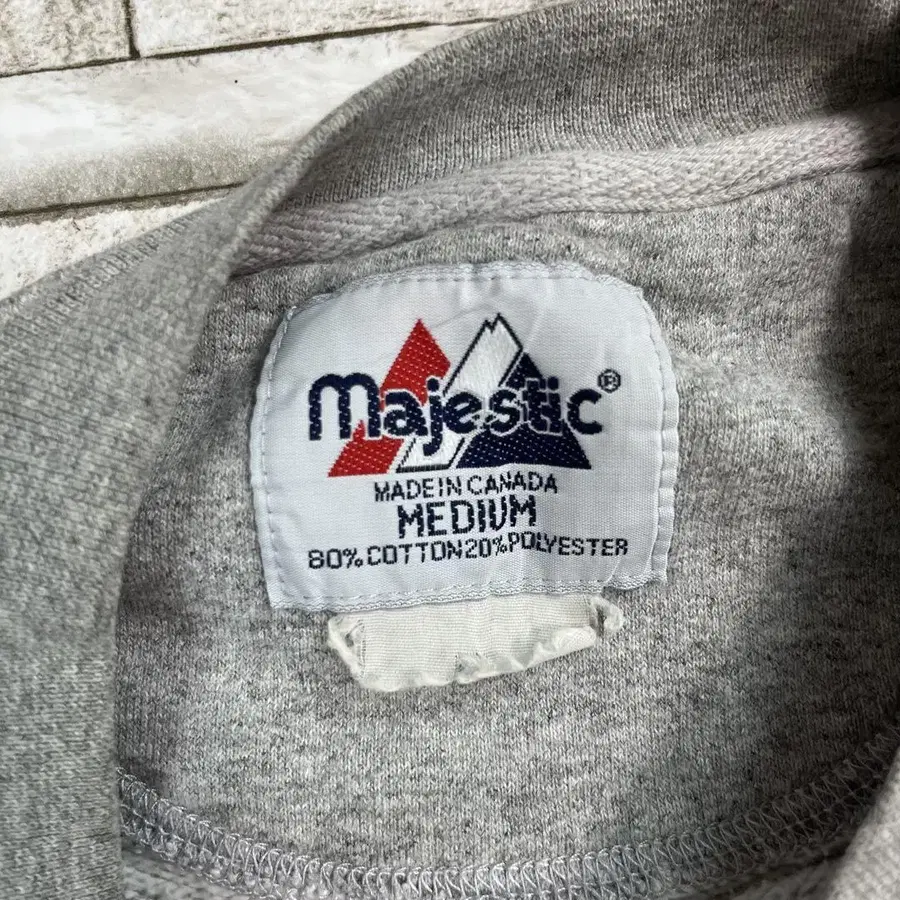 majestic®
MADE IN CANADA
MEDIUM
80% COTTON 20% POLYESTER